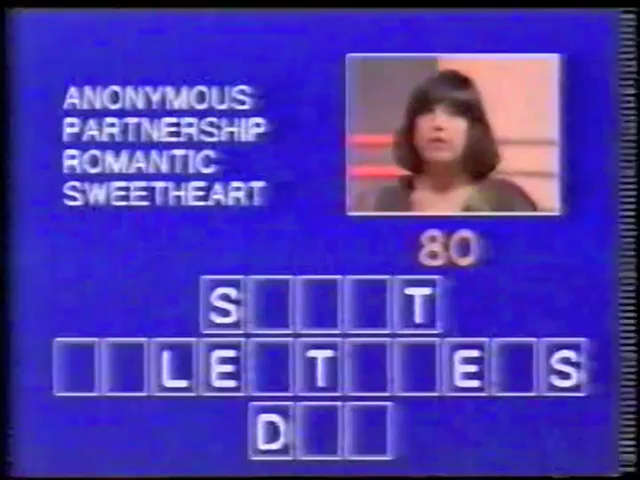 ANONYMOUS
PARTNERSHIP
ROMANTIC
SWEETHEART
80
S T
LE T E S
D